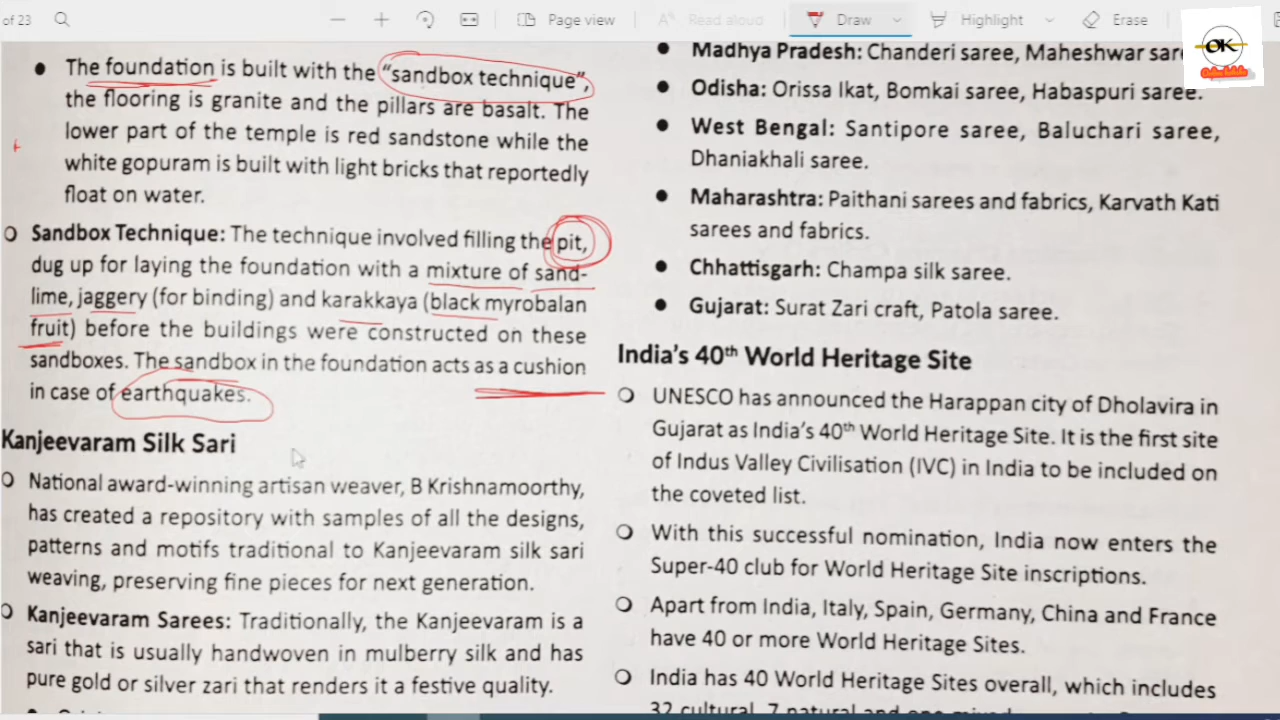 of 23
Page view
Read aloud
Draw
Highlight
Erase
OK
The foundation is built with the “sandbox technique”,
the flooring is granite and the pillars are basalt. The
lower part of the temple is red sandstone while the
white gopuram is built with light bricks that reportedly
float on water.
Sandbox Technique: The technique involved filling the pit,
dug up for laying the foundation with a mixture of sand-
lime, jaggery (for binding) and karakkaya (black myrobalan
fruit) before the buildings were constructed on these
sandboxes. The sandbox in the foundation acts as a cushion
in case of earthquakes.
Kanjeevaram Silk Sari
National award-winning artisan weaver, B Krishnamoorthy,
has created a repository with samples of all the designs,
patterns and motifs traditional to Kanjeevaram silk sari
weaving, preserving fine pieces for next generation.
Kanjeevaram Sarees: Traditionally, the Kanjeevaram is a
sari that is usually handwoven in mulberry silk and has
pure gold or silver zari that renders it a festive quality.
Madhya Pradesh: Chanderi saree, Maheshwar
Odisha: Orissa Ikat, Bomkai saree, Habaspuri saree.
West Bengal: Santipore saree, Baluchari saree,
Dhaniakhali saree.
Maharashtra: Paithani sarees and fabrics, Karvath Kati
sarees and fabrics.
Chhattisgarh: Champa silk saree.
Gujarat: Surat Zari craft, Patola saree.
India’s 40th World Heritage Site
UNESCO has announced the Harappan city of Dholavira in
Gujarat as India’s 40th World Heritage Site. It is the first site
of Indus Valley Civilisation (IVC) in India to be included on
the coveted list.
With this successful nomination, India now enters the
Super-40 club for World Heritage Site inscriptions.
Apart from India, Italy, Spain, Germany, China and France
have 40 or more World Heritage Sites.
India has 40 World Heritage Sites overall, which includes
32 cultural, 7 natural and one mixed